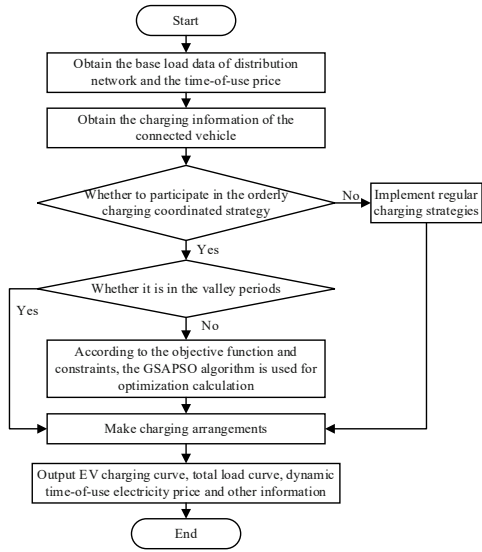 Start
Obtain the base load data of distribution
network and the time-of-use price
Obtain the charging information of the
connected vehicle
Whether to participate in the orderly
charging coordinated strategy
No
Implement regular
charging strategies
Yes
Whether it is in the valley periods
Yes
No
According to the objective function and
constraints, the GSAPSO algorithm is used for
optimization calculation
Make charging arrangements
Output EV charging curve, total load curve, dynamic
time-of-use electricity price and other information
End